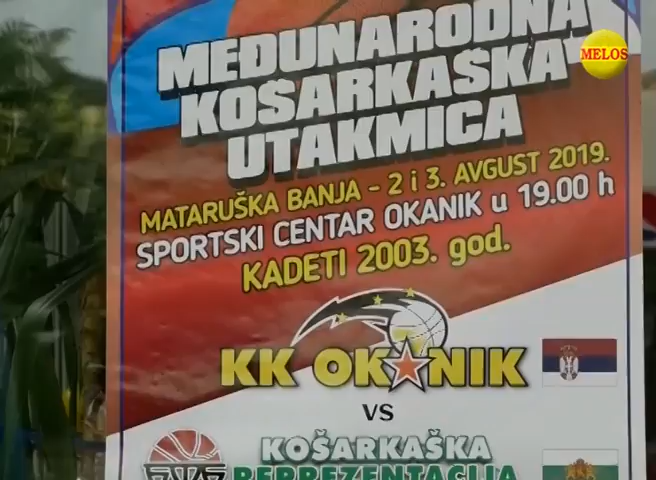 MEĐUNARODNA
KOŠARKAŠKA
UTAKMICA
MELOS
MATARUŠKA BANJA - 2 i 3. AVGUST 2019.
SPORTSKI CENTAR OKANIK u 19.00 h
KADETI 2003. god.
KK OKANIK
VS
KOŠARKAŠKA
REPREZENTACIJA